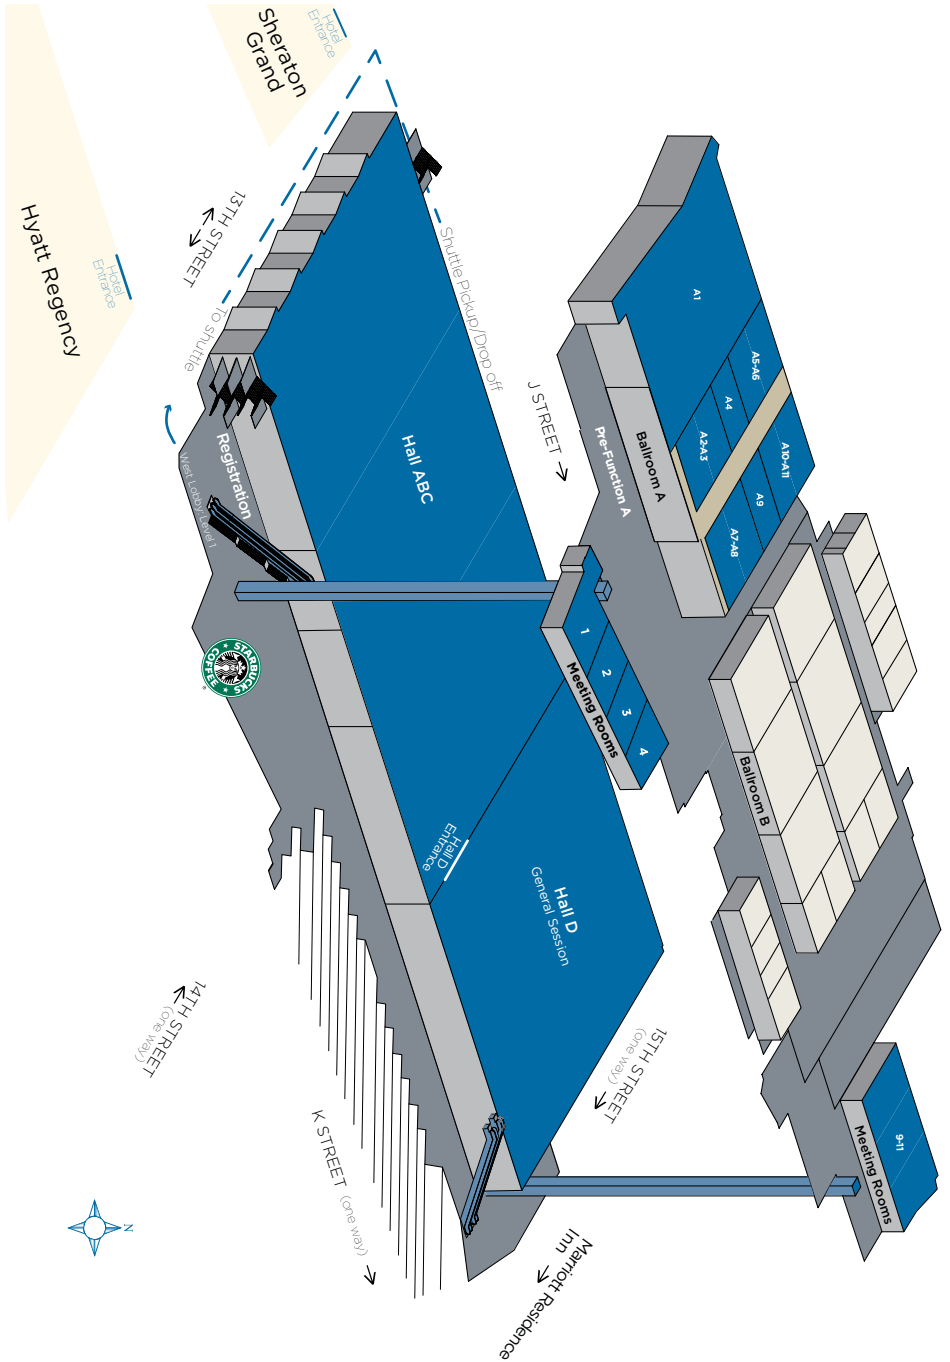 Sheraton
Grand
Hotel
Entrance
Hyatt Regency
Hotel
Entrance
13TH STREET
To shuttle
Shuttle Pickup/Drop off
J STREET
A1
A5-A6
A4
A2-A3
A10-A11
A9
A7-A8
Ballroom A
Pre-Function A
Hall ABC
Registration
West Lobby, Level 1
STARBUCKS
COFFEE
®
1
2
3
4
Meeting Rooms
Ballroom B
Hall D
Entrance
Hall D
General Session
14TH STREET
(one way)
15TH STREET
(one way)
K STREET (one way)
9-11
Meeting Rooms
Marriott Residence
Inn
N